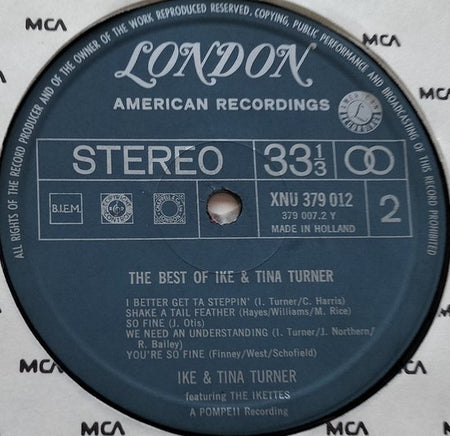 MCA
MCA
ALL RIGHTS OF THE RECORD PRODUCER AND OF THE OWNER OF THE WORK REPRODUCED RESERVED. COPYING, PUBLIC PERFORMANCE AND BROADCASTING OF THIS RECORD PROHIBITED
LONDON
AMERICAN RECORDINGS
MCA
STEREO
33⅓
B.I.E.M.
XNU 379 012
379 007.2 Y
MADE IN HOLLAND
2
THE BEST OF IKE & TINA TURNER
I BETTER GET TA STEPPIN' (I. Turner/C. Harris)
SHAKE A TAIL FEATHER (Hayes/Williams/M. Rice)
SO FINE (J. Otis)
WE NEED AN UNDERSTANDING (I. Turner/J. Northern/
R. Bailey)
YOU'RE SO FINE (Finney/West/Schofield)
MCA
MCA
IKE & TINA TURNER
featuring THE IKETTES
A POMPEII Recording
MCA
MCA